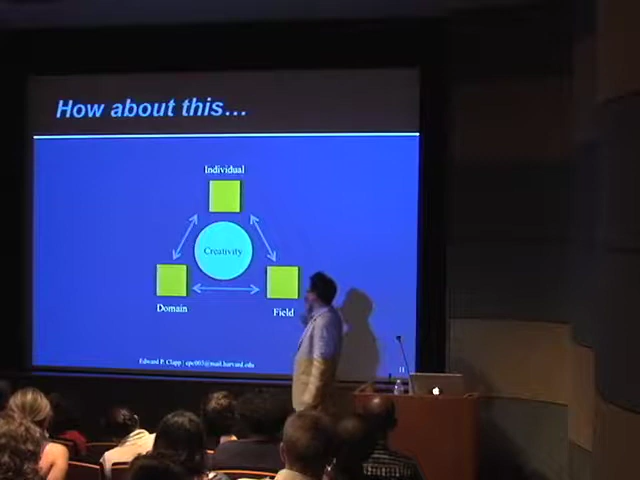 How about this...
Individual
Creativity
Domain
Field
Edward P. Clapp | epc003@mail.harvard.edu